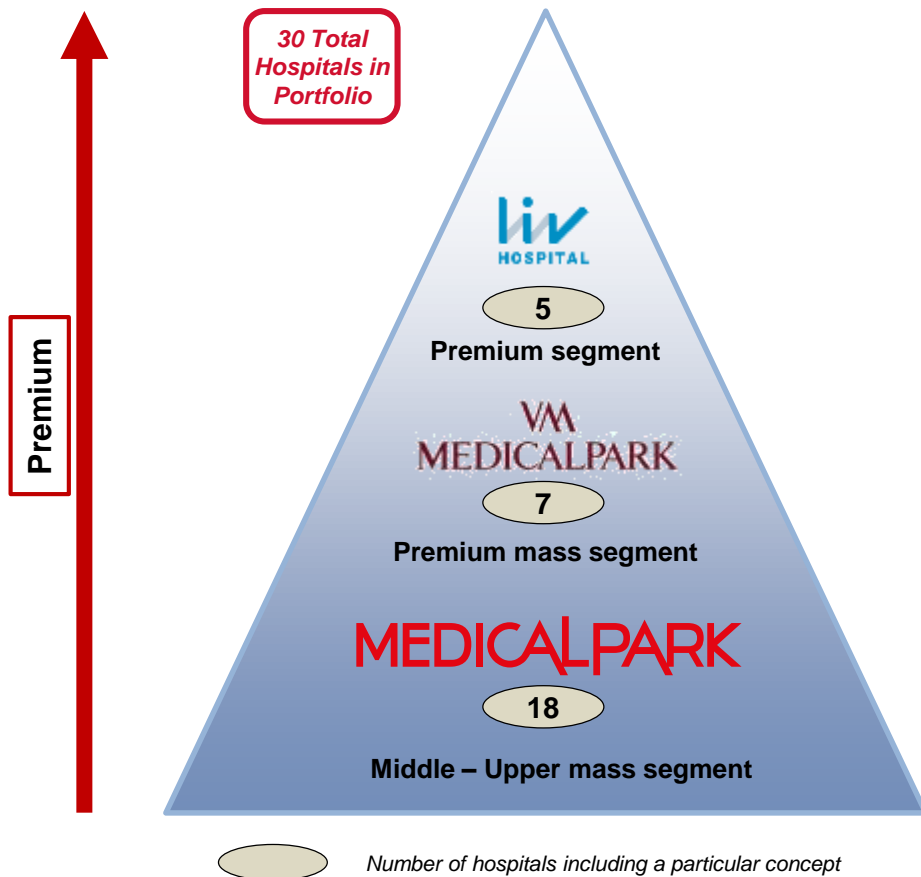 30 Total
Hospitals in
Portfolio
liv
HOSPITAL
5
Premium segment
Premium
VM
MEDICALPARK
7
Premium mass segment
MEDICALPARK
18
Middle – Upper mass segment
Number of hospitals including a particular concept